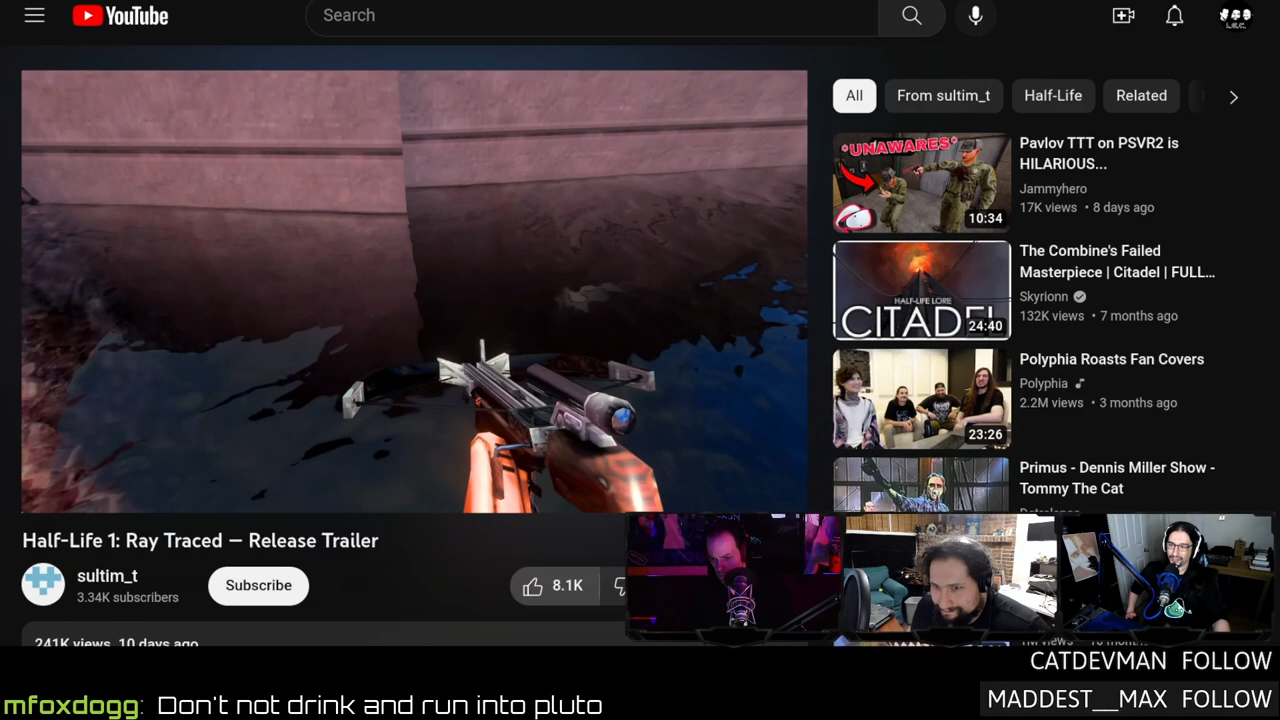 YouTube
Search
L.G.C.
All
From sultim_t
Half-Life
Related
*UNAWARES*
10:34
Pavlov TTT on PSVR2 is
HILARIOUS...
Jammyhero
17K views • 8 days ago
HALF-LIFE LORE
CITADEL
24:40
The Combine's Failed
Masterpiece | Citadel | FULL...
Skyrionn
132K views • 7 months ago
23:26
Polyphia Roasts Fan Covers
Polyphia
2.2M views • 3 months ago
Primus - Dennis Miller Show -
Tommy The Cat
Half-Life 1: Ray Traced — Release Trailer
sultim_t
3.34K subscribers
Subscribe
8.1K
241K views 10 days ago
CATDEVMAN FOLLOW
MADDEST__MAX FOLLOW
mfoxdogg: Don't not drink and run into pluto